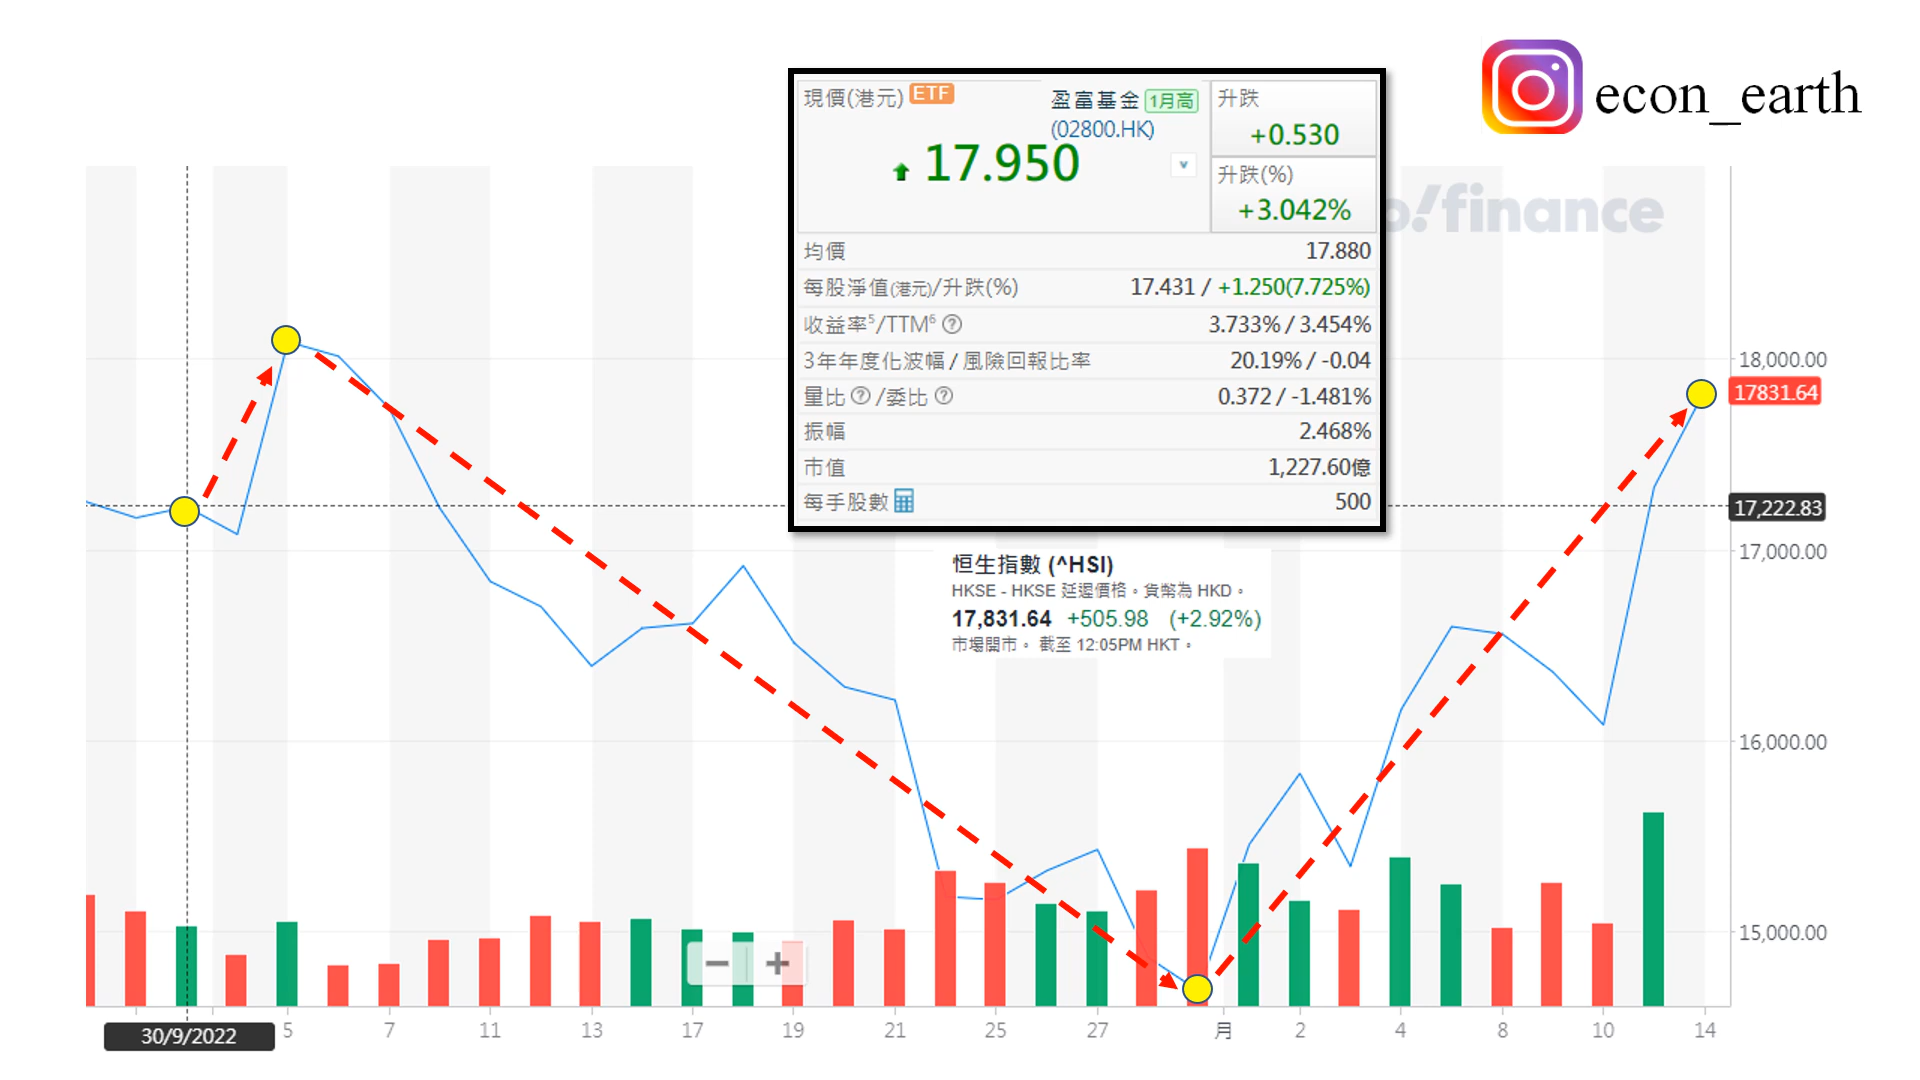 econ_earth
現價(港元) ETF
盈富基金 1月高
(02800.HK)
17.950
升跌
+0.530
升跌(%)
+3.042%
均價 17.880
每股淨值(港元)/升跌(%) 17.431 / +1.250(7.725%)
收益率5/TTM6 ? 3.733% / 3.454%
3年年度化波幅 / 風險回報比率 20.19% / -0.04
量比 ? /委比 ? 0.372 / -1.481%
振幅 2.468%
市值 1,227.60億
每手股數 500
o!finance
18,000.00
17831.64
17,222.83
17,000.00
16,000.00
15,000.00
恒生指數 (^HSI)
HKSE - HKSE 延遲價格。貨幣為 HKD。
17,831.64 +505.98 (+2.92%)
市場開市。 截至 12:05PM HKT。
− +
30/9/2022 5 7 11 13 17 19 21 25 27 月 2 4 8 10 14